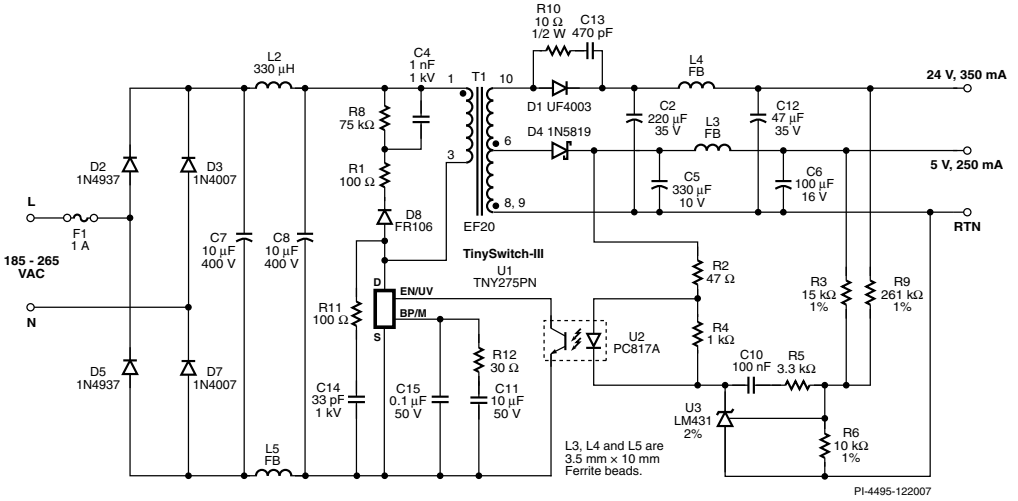 R10
10 Ω
1/2 W
C13
470 pF
L2
330 μH
C4
1 nF
1 kV
1
T1
10
L4
FB
24 V, 350 mA
D1 UF4003
R8
75 kΩ
C2
220 μF
35 V
C12
47 μF
35 V
D4 1N5819
6
L3
FB
5 V, 250 mA
D2
1N4937
D3
1N4007
3
R1
100 Ω
C5
330 μF
10 V
C6
100 μF
16 V
L
F1
1 A
D8
FR106
8, 9
EF20
RTN
185 - 265
VAC
C7
10 μF
400 V
C8
10 μF
400 V
TinySwitch-III
U1
TNY275PN
D
EN/UV
BP/M
S
R2
47 Ω
R3
15 kΩ
1%
R9
261 kΩ
1%
N
R11
100 Ω
U2
PC817A
R4
1 kΩ
D5
1N4937
D7
1N4007
R12
30 Ω
C10
100 nF
R5
3.3 kΩ
C14
33 pF
1 kV
C15
0.1 μF
50 V
C11
10 μF
50 V
U3
LM431
2%
R6
10 kΩ
1%
L5
FB
L3, L4 and L5 are
3.5 mm × 10 mm
Ferrite beads.
PI-4495-122007